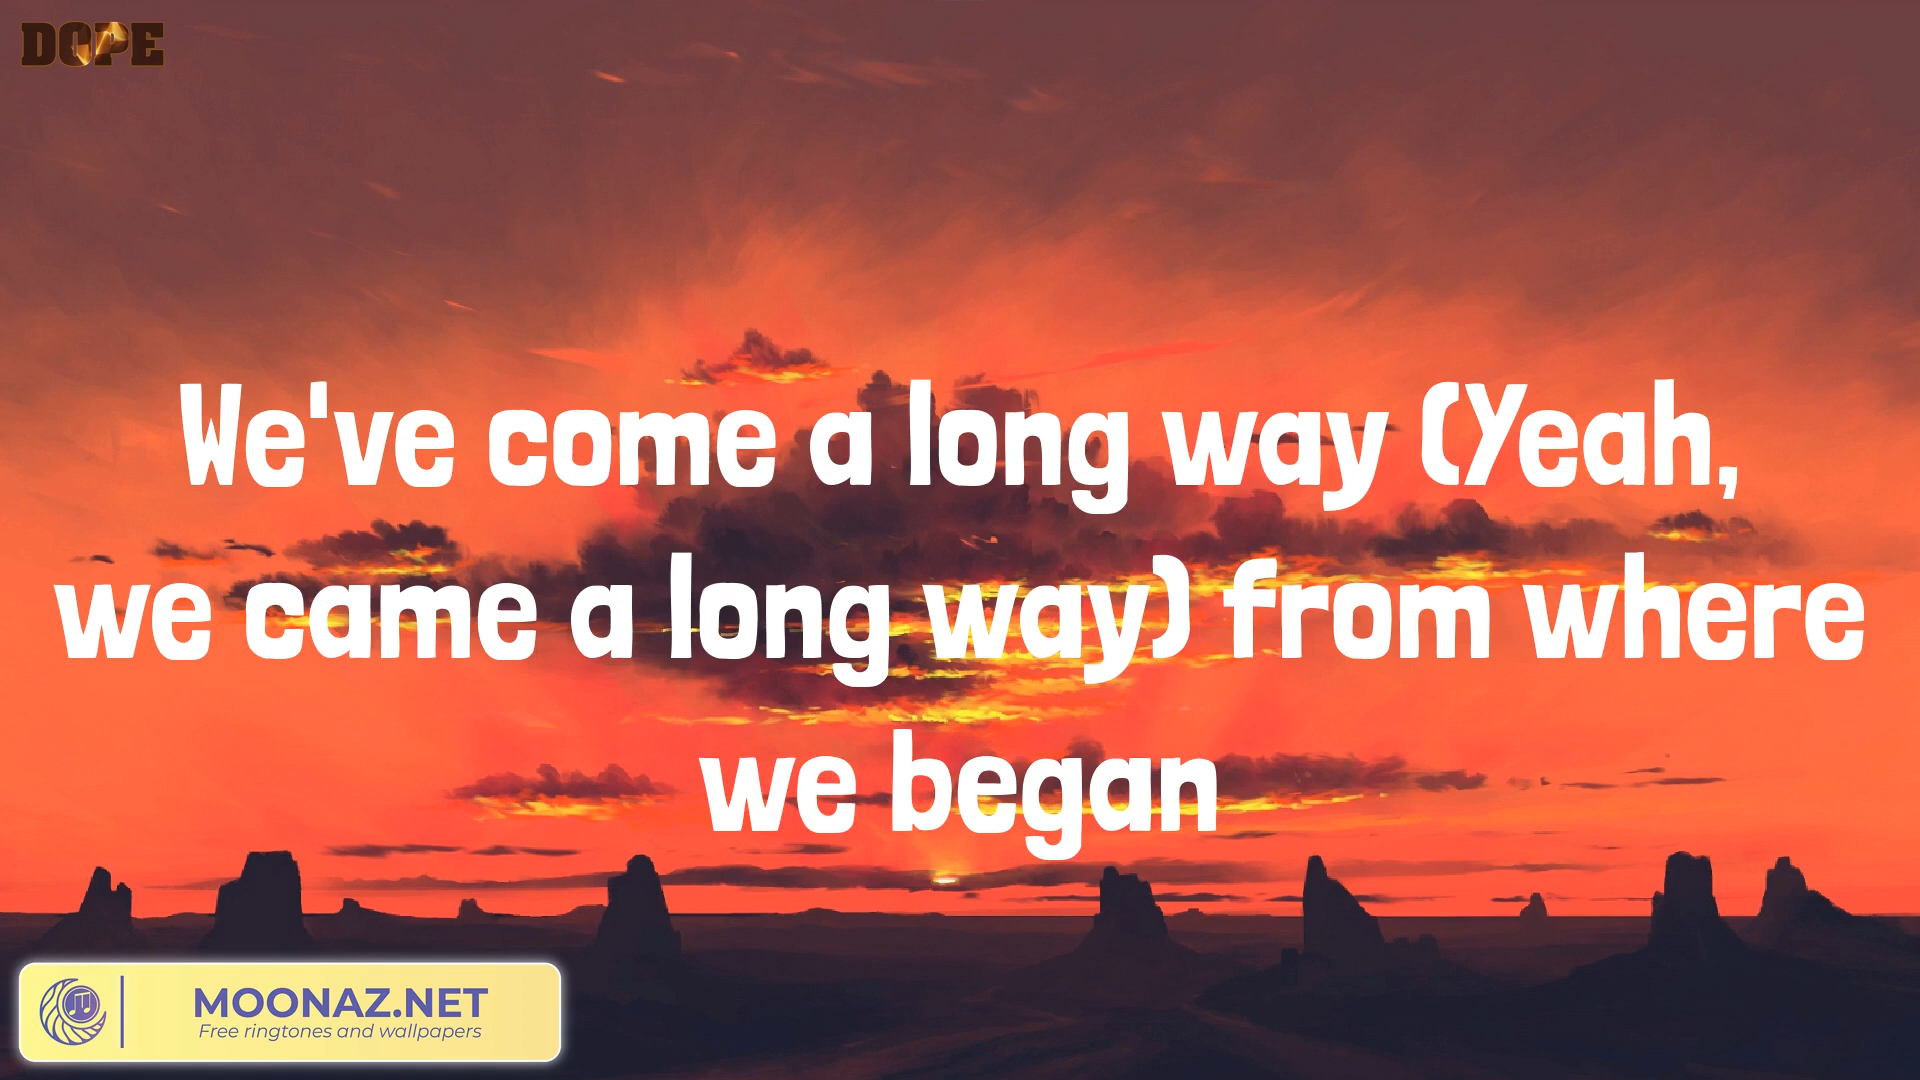 DOPE
We've come a long way (Yeah,
we came a long way) from where
we began
MOONAZ.NET
Free ringtones and wallpapers